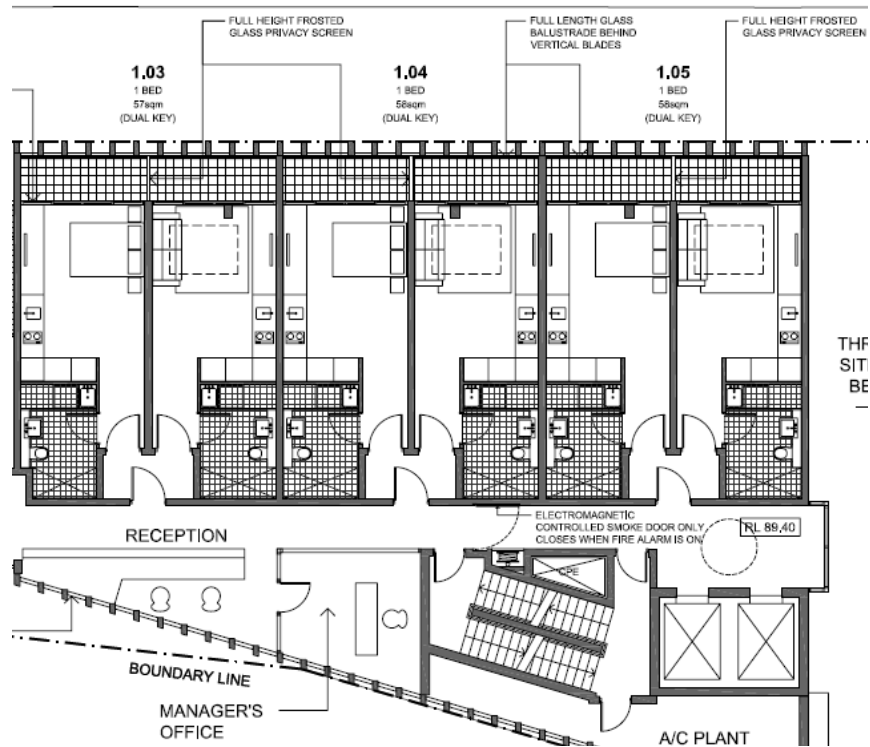 FULL HEIGHT FROSTED
GLASS PRIVACY SCREEN
FULL LENGTH GLASS
BALUSTRADE BEHIND
VERTICAL BLADES
FULL HEIGHT FROSTED
GLASS PRIVACY SCREEN
1.03
1 BED
57sqm
(DUAL KEY)
1.04
1 BED
58sqm
(DUAL KEY)
1.05
1 BED
58sqm
(DUAL KEY)
THR
SIT
BE
RECEPTION
ELECTROMAGNETIC
CONTROLLED SMOKE DOOR ONLY
CLOSES WHEN FIRE ALARM IS ON
RL 89.40
CPE
BOUNDARY LINE
MANAGER'S
OFFICE
A/C PLANT